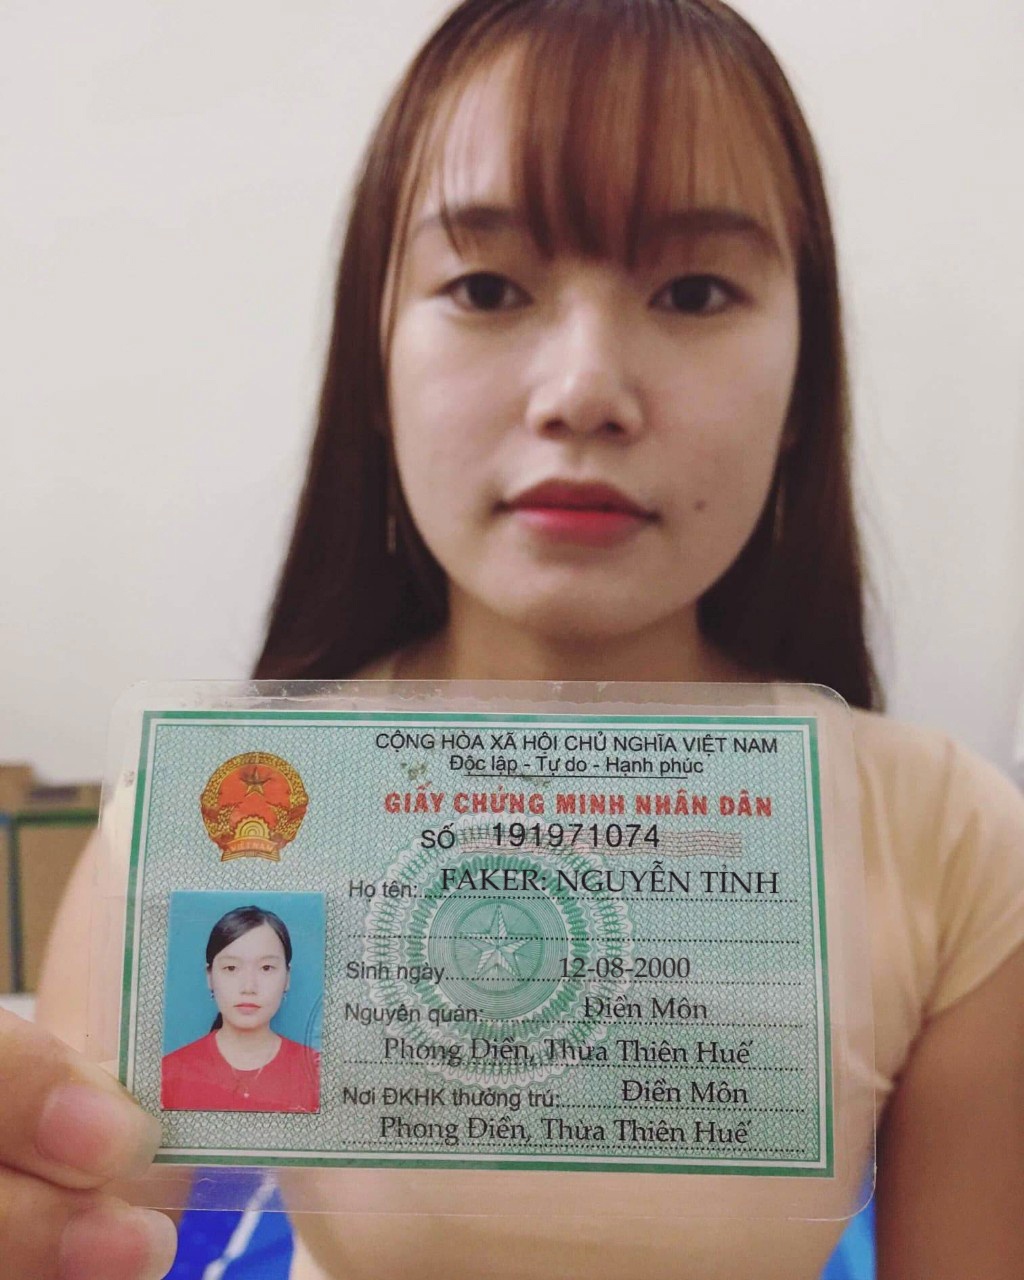 CỘNG HÒA XÃ HỘI CHỦ NGHĨA VIỆT NAM
Độc lập - Tự do - Hạnh phúc
GIẤY CHỨNG MINH NHÂN DÂN
SỐ 191971074
Họ tên: FAKER: NGUYỄN TỈNH
Sinh ngày 12-08-2000
Nguyên quán: Điền Môn
Phong Điền, Thừa Thiên Huế
Nơi ĐKHK thường trú: Điền Môn
Phong Điền, Thừa Thiên Huế
VIỆT NAM